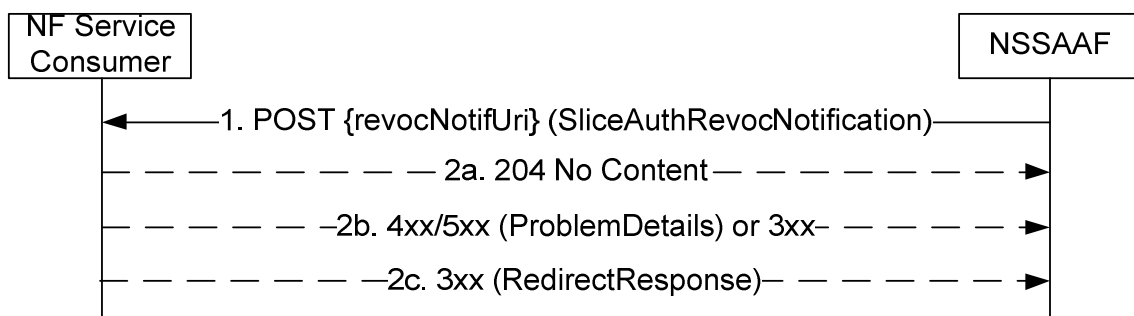 NF Service
Consumer
NSSAAF
1. POST {revocNotifUri} (SliceAuthRevocNotification)
2a. 204 No Content
2b. 4xx/5xx (ProblemDetails) or 3xx
2c. 3xx (RedirectResponse)